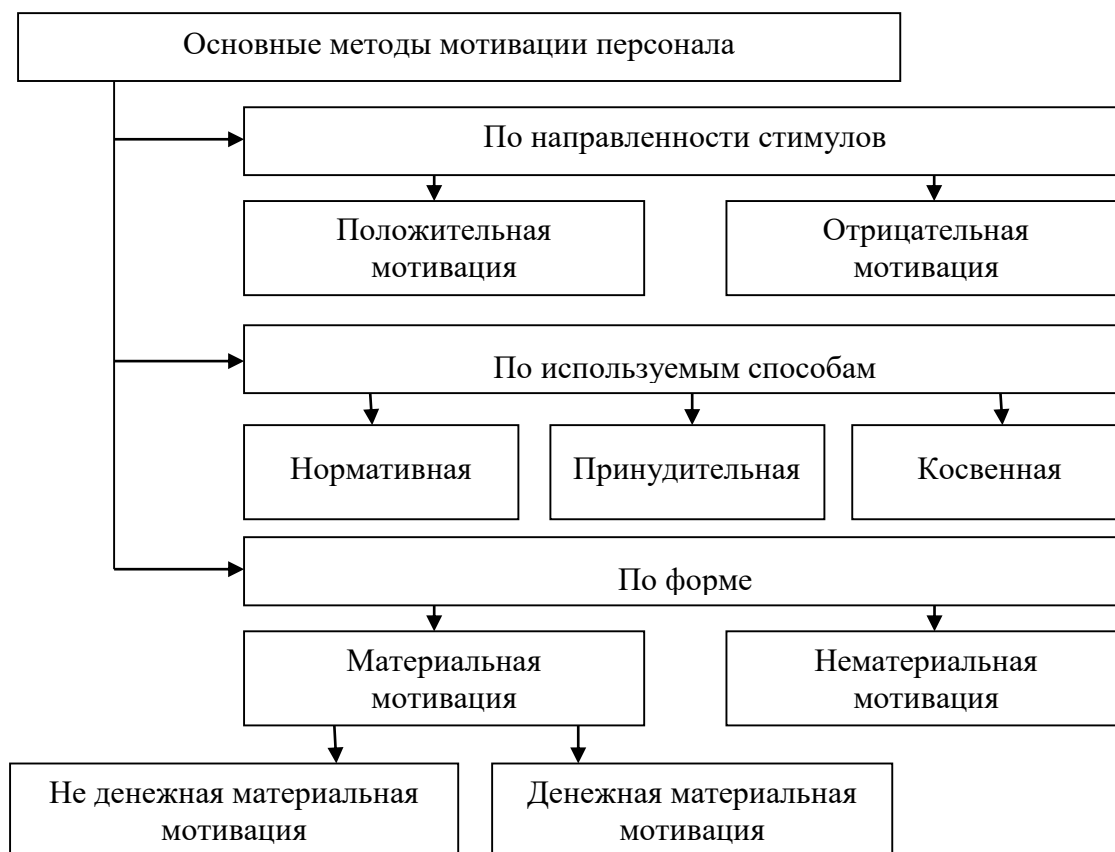 Основные методы мотивации персонала
По направленности стимулов
Положительная
мотивация
Отрицательная
мотивация
По используемым способам
Нормативная
Принудительная
Косвенная
По форме
Материальная
мотивация
Нематериальная
мотивация
Не денежная материальная
мотивация
Денежная материальная
мотивация